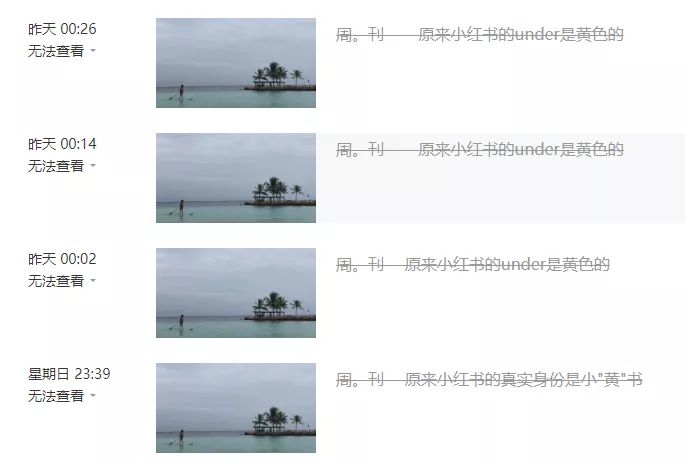 昨天 00:26
无法查看
周。刊——原来小红书的under是黄色的
昨天 00:14
无法查看
周。刊——原来小红书的under是黄色的
昨天 00:02
无法查看
周。刊—原来小红书的under是黄色的
星期日 23:39
无法查看
周。刊—原来小红书的真实身份是小"黄"书